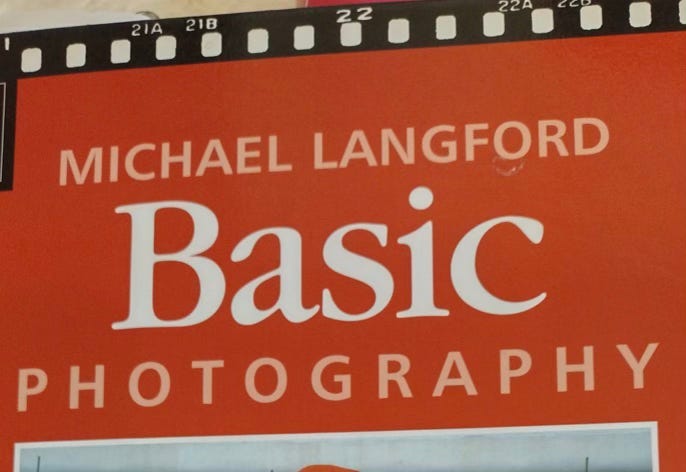 21A 21B 22 22A 22B
MICHAEL LANGFORD
Basic
PHOTOGRAPHY